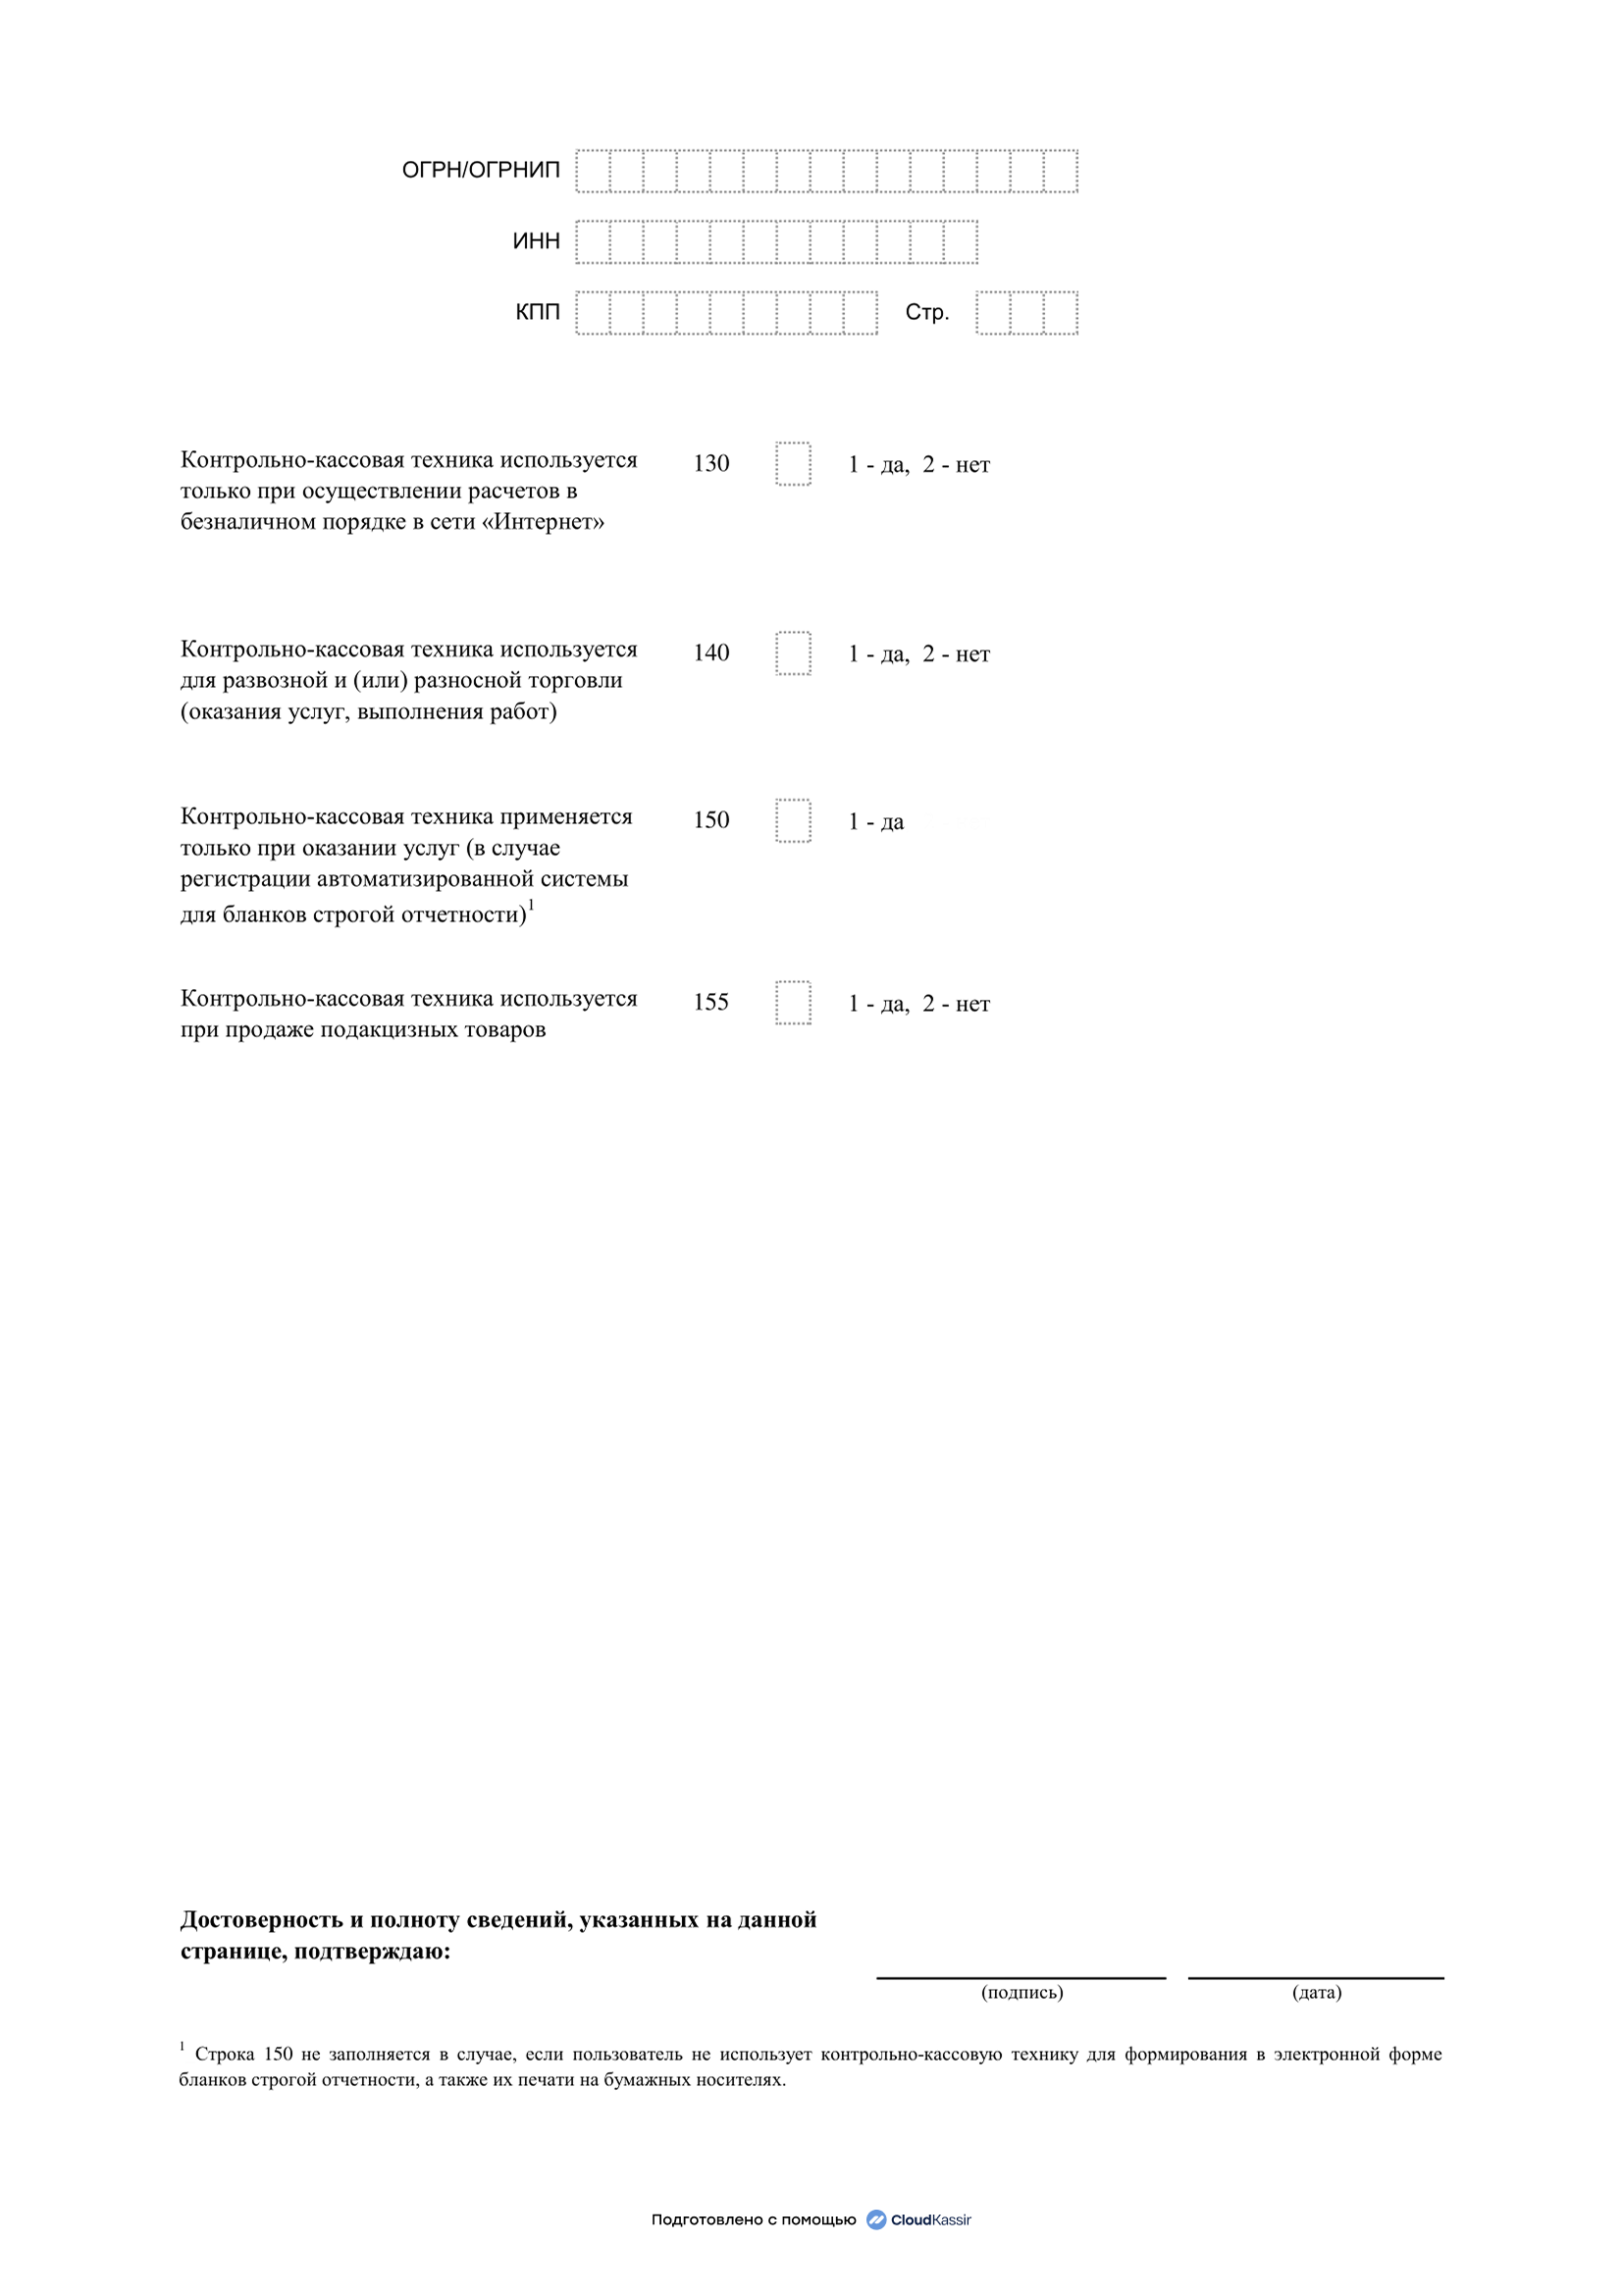 ОГРН/ОГРНИП
ИНН
КПП Стр.
Контрольно-кассовая техника используется 130 1 - да, 2 - нет
только при осуществлении расчетов в
безналичном порядке в сети «Интернет»
Контрольно-кассовая техника используется 140 1 - да, 2 - нет
для развозной и (или) разносной торговли
(оказания услуг, выполнения работ)
Контрольно-кассовая техника применяется 150 1 - да
только при оказании услуг (в случае
регистрации автоматизированной системы
для бланков строгой отчетности)1
Контрольно-кассовая техника используется 155 1 - да, 2 - нет
при продаже подакцизных товаров
Достоверность и полноту сведений, указанных на данной
странице, подтверждаю:
(подпись) (дата)
1 Строка 150 не заполняется в случае, если пользователь не использует контрольно-кассовую технику для формирования в электронной форме
бланков строгой отчетности, а также их печати на бумажных носителях.
Подготовлено с помощью CloudKassir